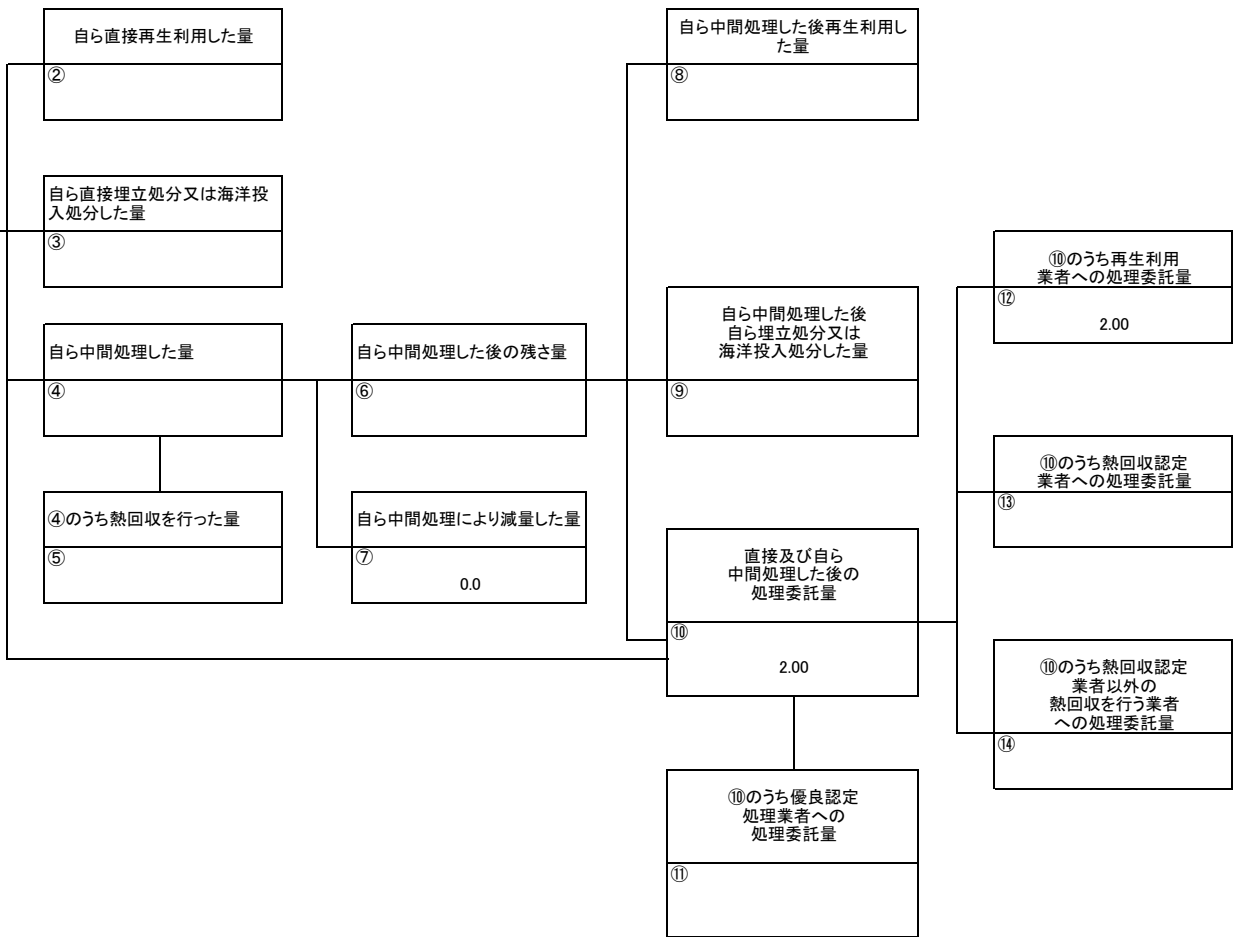 自ら直接再生利用した量
②
自ら直接埋立処分又は海洋投
入処分した量
③
自ら中間処理した量
④
④のうち熱回収を行った量
⑤
自ら中間処理した後の残さ量
⑥
自ら中間処理により減量した量
⑦
0.0
自ら中間処理した後再生利用し
た量
⑧
自ら中間処理した後
自ら埋立処分又は
海洋投入処分した量
⑨
直接及び自ら
中間処理した後の
処理委託量
⑩
2.00
⑩のうち優良認定
処理業者への
処理委託量
⑪
⑩のうち再生利用
業者への処理委託量
⑫
2.00
⑩のうち熱回収認定
業者への処理委託量
⑬
⑩のうち熱回収認定
業者以外の
熱回収を行う業者
への処理委託量
⑭